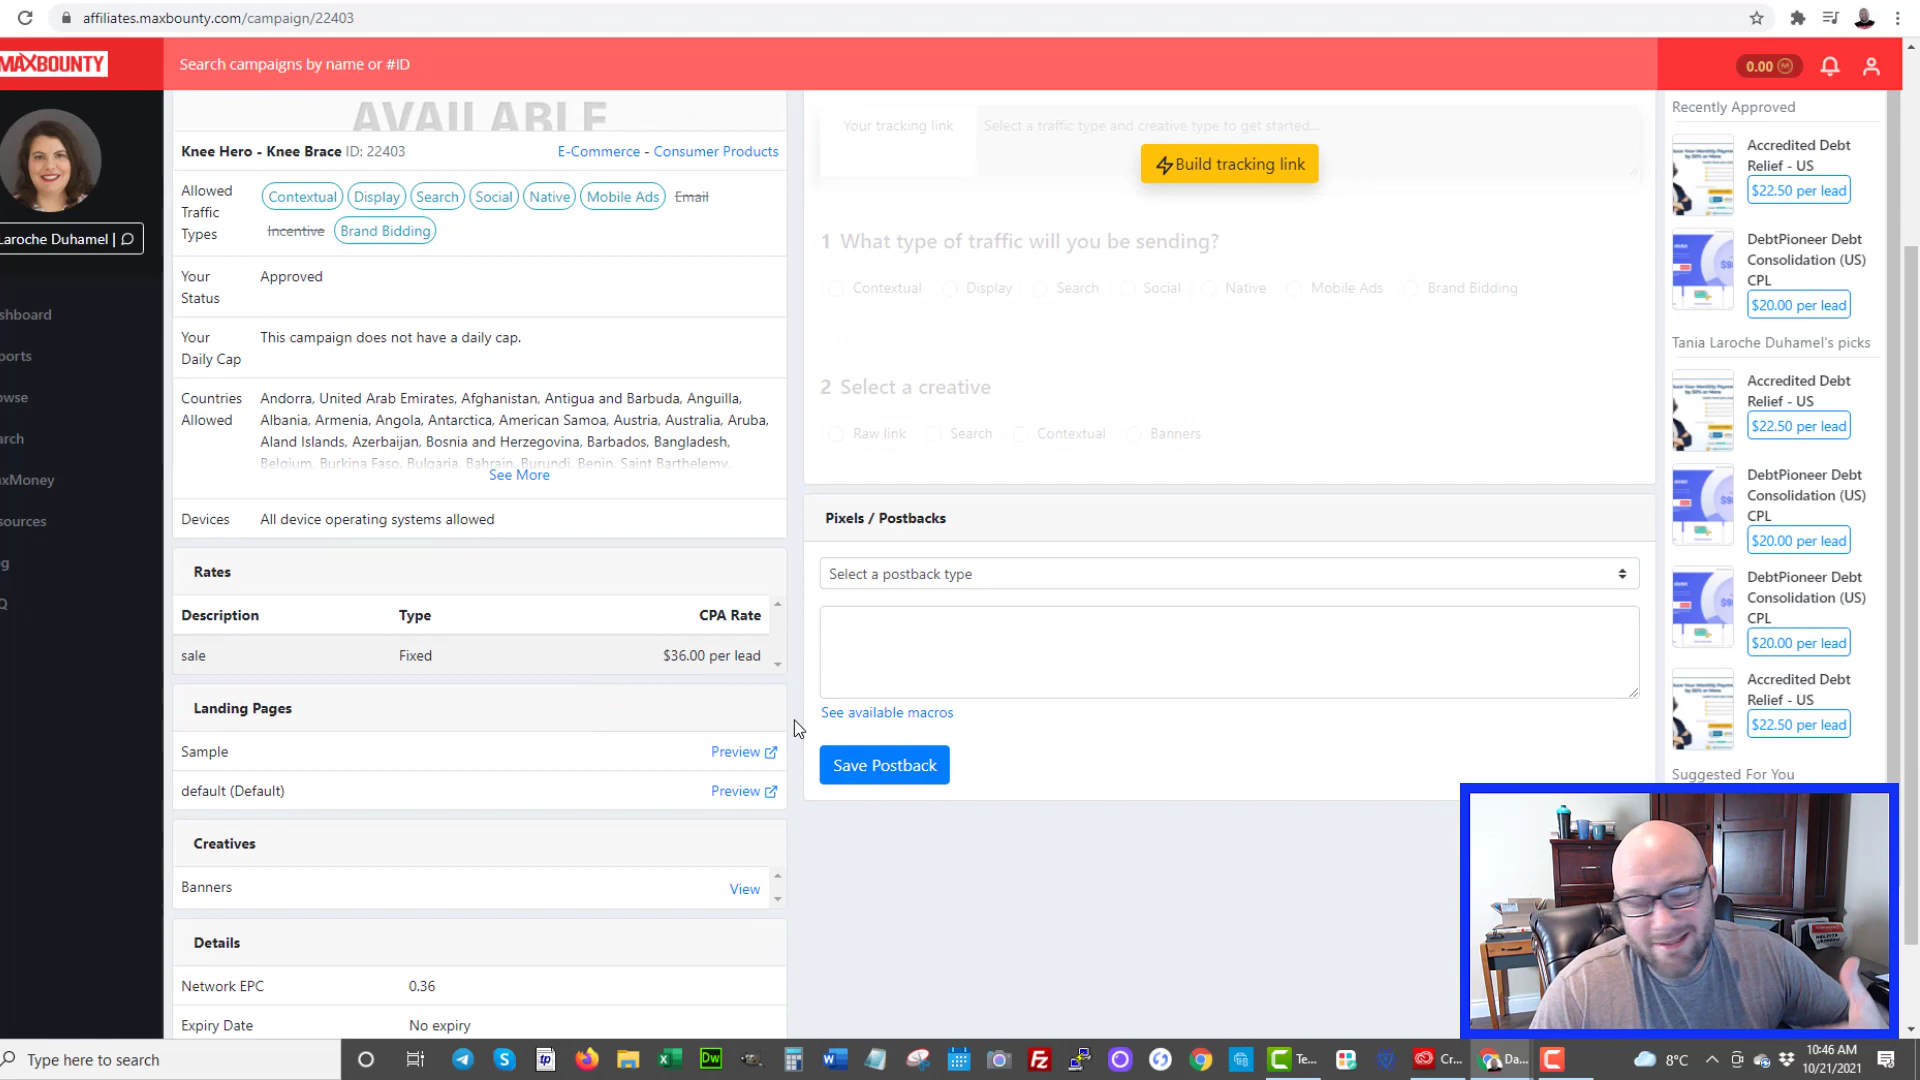 affiliates.maxbounty.com/campaign/22403
MAXBOUNTY
Search campaigns by name or #ID
0.00
AVAILABLE
Knee Hero - Knee Brace ID: 22403
E-Commerce - Consumer Products
Allowed Traffic Types
Contextual Display Search Social Native Mobile Ads Email
Incentive Brand Bidding
Your Status
Approved
Your Daily Cap
This campaign does not have a daily cap.
Countries Allowed
Andorra, United Arab Emirates, Afghanistan, Antigua and Barbuda, Anguilla,
Albania, Armenia, Angola, Antarctica, American Samoa, Austria, Australia, Aruba,
Aland Islands, Azerbaijan, Bosnia and Herzegovina, Barbados, Bangladesh,
Belgium, Burkina Faso, Bulgaria, Bahrain, Burundi, Benin, Saint Barthelemy,
See More
Devices
All device operating systems allowed
Rates
Description Type CPA Rate
sale Fixed $36.00 per lead
Landing Pages
Sample Preview
default (Default) Preview
Creatives
Banners View
Details
Network EPC 0.36
Expiry Date No expiry
Laroche Duhamel |
shboard
ports
wse
arch
xMoney
sources
g
Q
Your tracking link
Select a traffic type and creative type to get started...
Build tracking link
1 What type of traffic will you be sending?
Contextual Display Search Social Native Mobile Ads Brand Bidding
2 Select a creative
Raw link Search Contextual Banners
Pixels / Postbacks
Select a postback type
See available macros
Save Postback
Recently Approved
Accredited Debt
Relief - US
$22.50 per lead
DebtPioneer Debt
Consolidation (US)
CPL
$20.00 per lead
Tania Laroche Duhamel's picks
Accredited Debt
Relief - US
$22.50 per lead
DebtPioneer Debt
Consolidation (US)
CPL
$20.00 per lead
DebtPioneer Debt
Consolidation (US)
CPL
$20.00 per lead
Accredited Debt
Relief - US
$22.50 per lead
Suggested For You
Type here to search
tp
Dw
Te...
Cr...
Da...
8°C
10:46 AM
10/21/2021